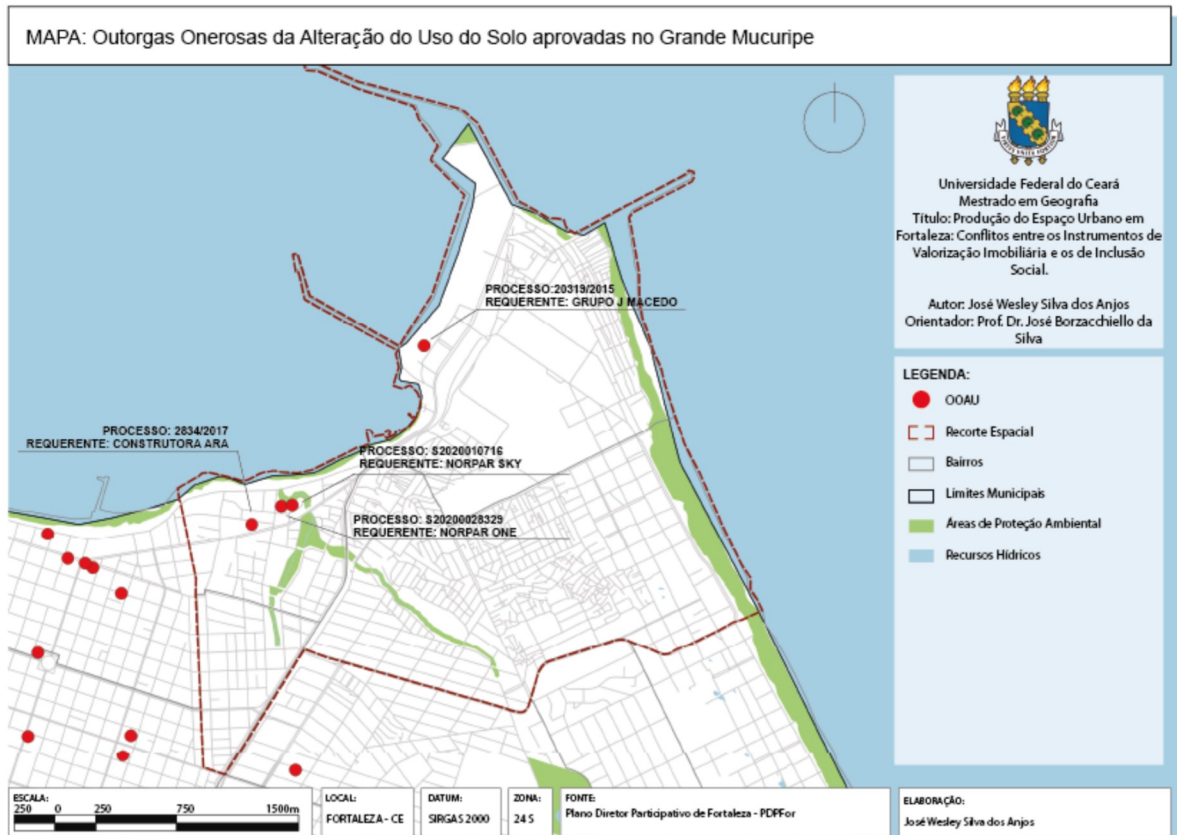 MAPA: Outorgas Onerosas da Alteração do Uso do Solo aprovadas no Grande Mucuripe
VIRTUS UNITA FORTIOR
Universidade Federal do Ceará
Mestrado em Geografia
Título: Produção do Espaço Urbano em
Fortaleza: Conflitos entre os Instrumentos de
Valorização Imobiliária e os de Inclusão
Social.
Autor: José Wesley Silva dos Anjos
Orientador: Prof. Dr. José Borzacchiello da
Silva
PROCESSO:20319/2015
REQUERENTE: GRUPO J MACEDO
PROCESSO: 2834/2017
REQUERENTE: CONSTRUTORA ARA
PROCESSO: S2020010716
REQUERENTE: NORPAR SKY
PROCESSO: S20200028329
REQUERENTE: NORPAR ONE
LEGENDA:
OOAU
Recorte Espacial
Bairros
Limites Municipais
Áreas de Proteção Ambiental
Recursos Hídricos
ESCALA:
250 0 250 750 1500m
LOCAL:
FORTALEZA - CE
DATUM:
SIRGAS 2000
ZONA:
24 S
FONTE:
Plano Diretor Participativo de Fortaleza - PDPFor
ELABORAÇÃO:
José Wesley Silva dos Anjos